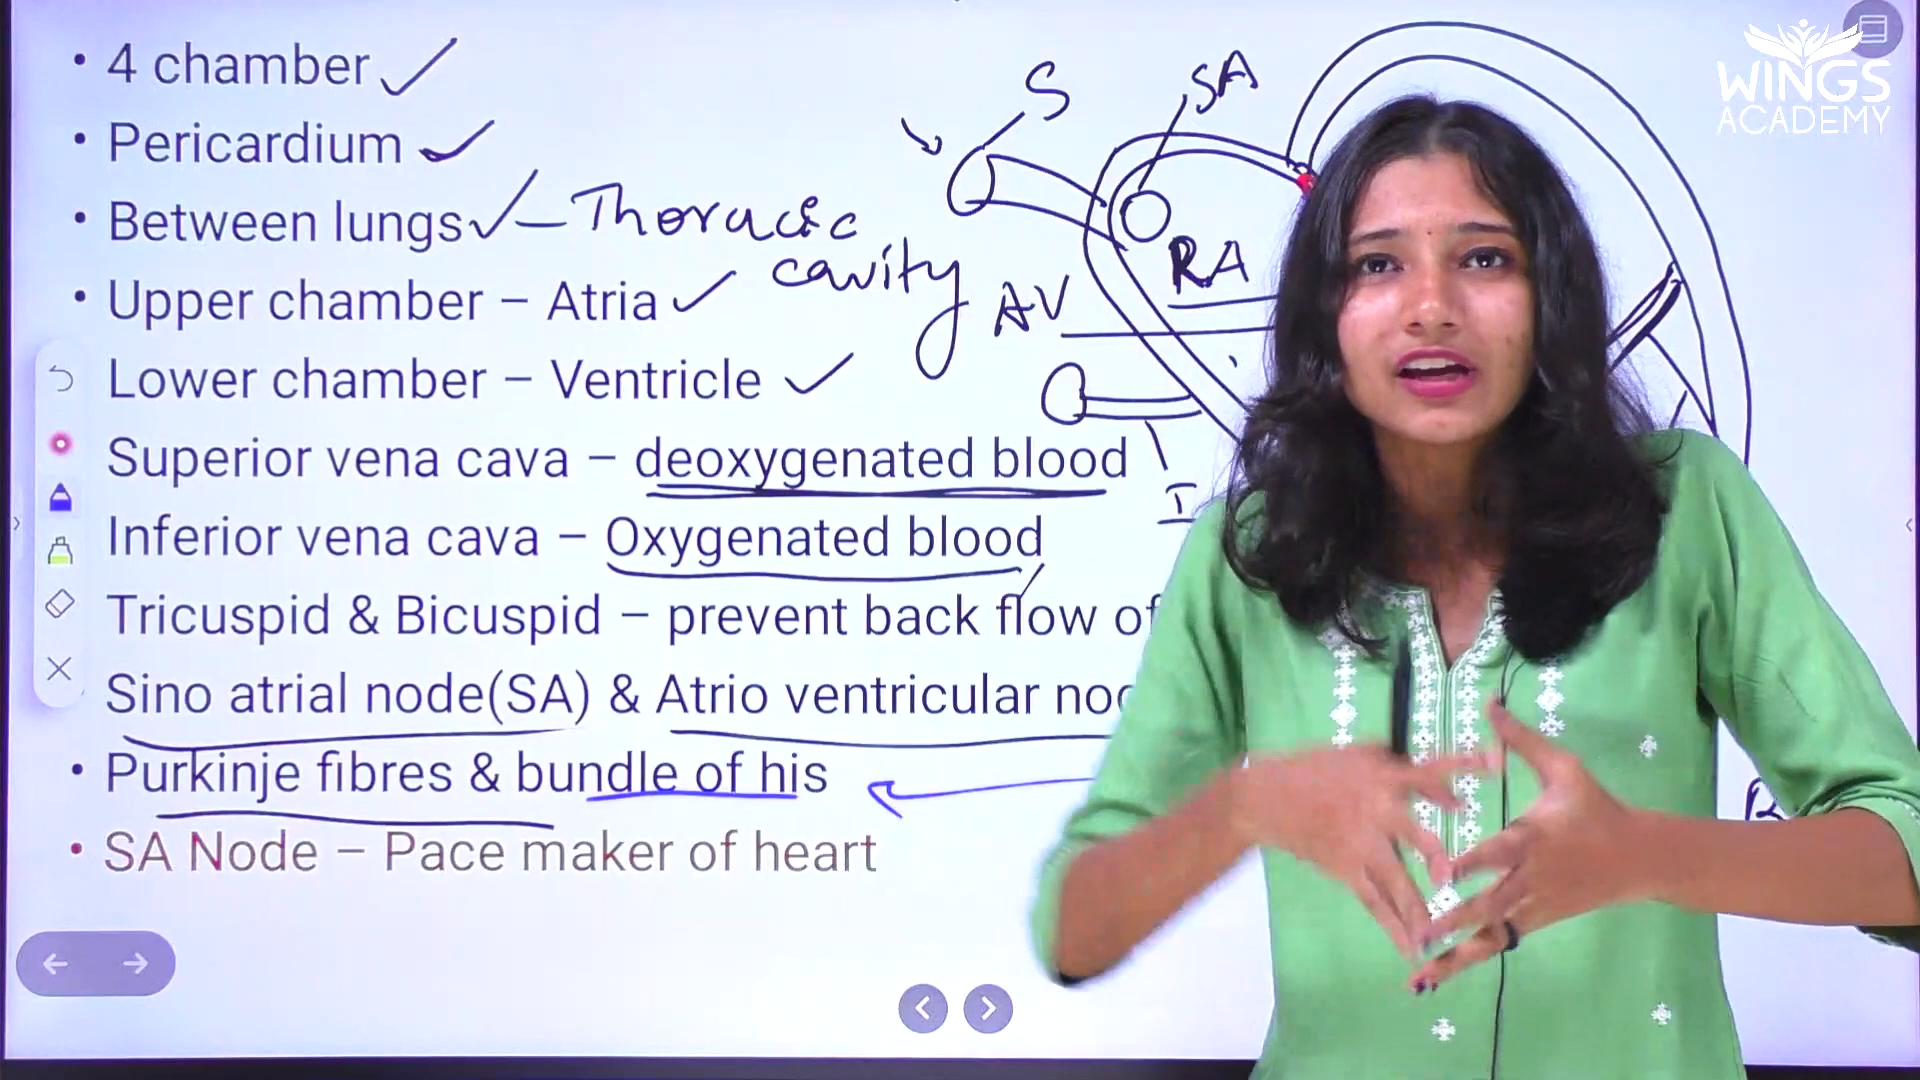 • 4 chamber
• Pericardium
• Between lungs – Thoracic cavity
• Upper chamber – Atria
• Lower chamber – Ventricle
Superior vena cava – deoxygenated blood
Inferior vena cava – Oxygenated blood
Tricuspid & Bicuspid – prevent back flow of
Sino atrial node(SA) & Atrio ventricular
• Purkinje fibres & bundle of his
• SA Node – Pace maker of heart
S
SA
RA
AV
I
WINGS
ACADEMY